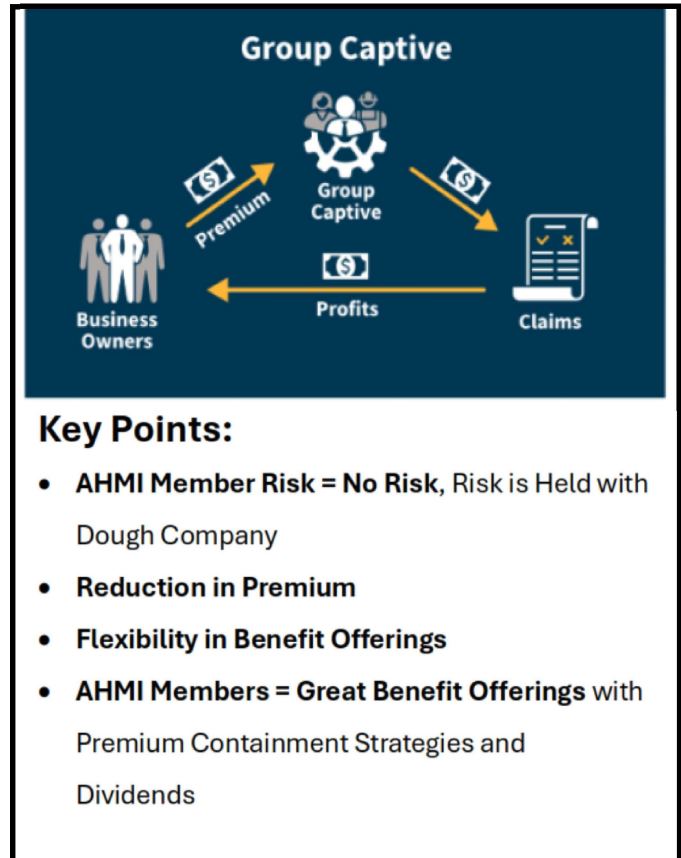 Group Captive
Premium
Group
Captive
Business
Owners
Profits
Claims
Key Points:
• AHMI Member Risk = No Risk, Risk is Held with
Dough Company
• Reduction in Premium
• Flexibility in Benefit Offerings
• AHMI Members = Great Benefit Offerings with
Premium Containment Strategies and
Dividends